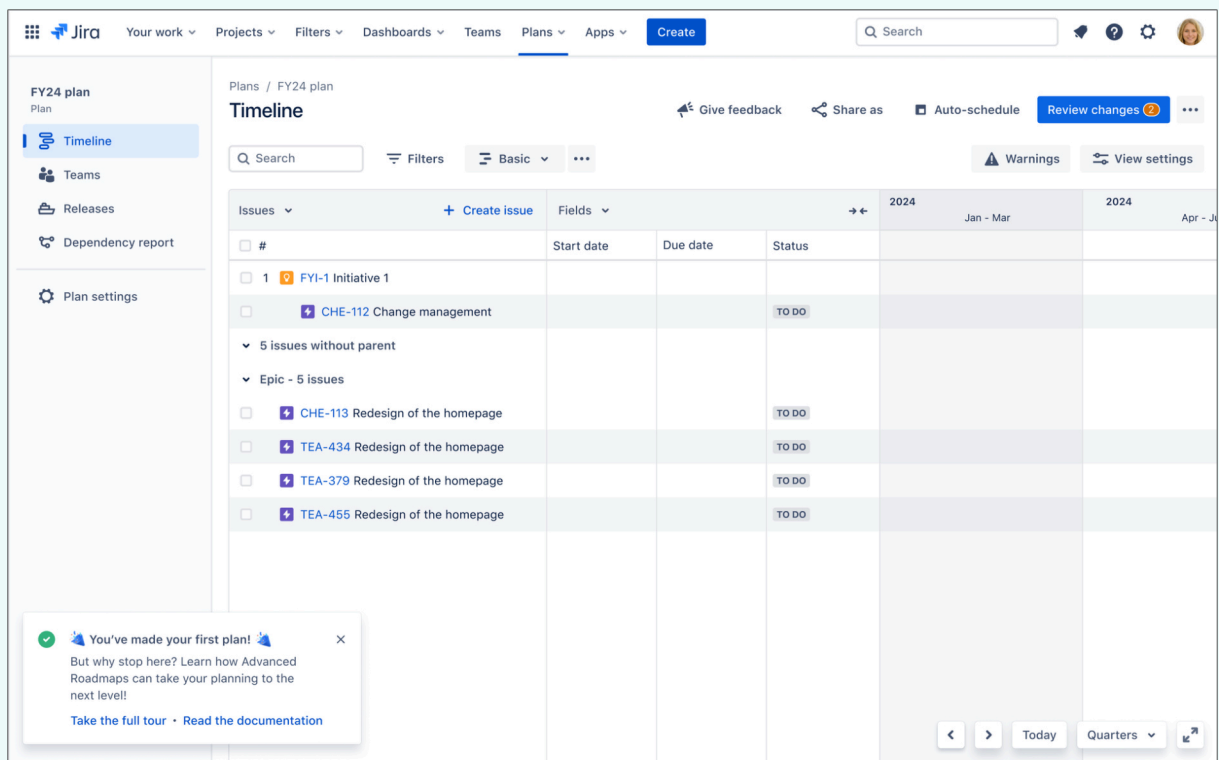 Jira Your work Projects Filters Dashboards Teams Plans Apps Create Search
FY24 plan
Plan
Timeline
Teams
Releases
Dependency report
Plan settings
Plans / FY24 plan
Timeline
Give feedback Share as Auto-schedule Review changes 2
Search Filters Basic Warnings View settings
Issues + Create issue Fields 2024 2024
Jan - Mar
# Start date Due date Status
1 FYI-1 Initiative 1
CHE-112 Change management TO DO
5 issues without parent
Epic - 5 issues
CHE-113 Redesign of the homepage TO DO
TEA-434 Redesign of the homepage TO DO
TEA-379 Redesign of the homepage TO DO
TEA-455 Redesign of the homepage TO DO
You've made your first plan!
But why stop here? Learn how Advanced
Roadmaps can take your planning to the
next level!
Take the full tour • Read the documentation
Today Quarters